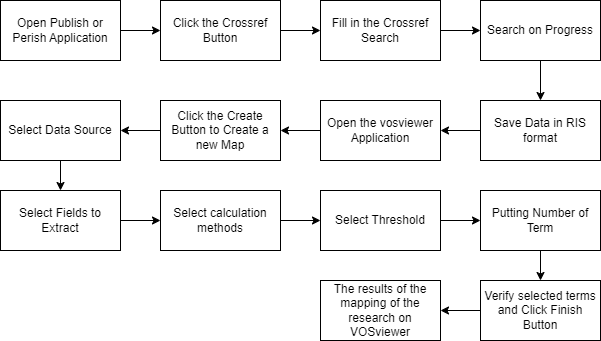 Open Publish or
Perish Application
Click the Crossref
Button
Fill in the Crossref
Search
Search on Progress
Save Data in RIS
format
Open the vosviewer
Application
Click the Create
Button to Create a
new Map
Select Data Source
Select Fields to
Extract
Select calculation
methods
Select Threshold
Putting Number of
Term
Verify selected terms
and Click Finish
Button
The results of the
mapping of the
research on
VOSviewer